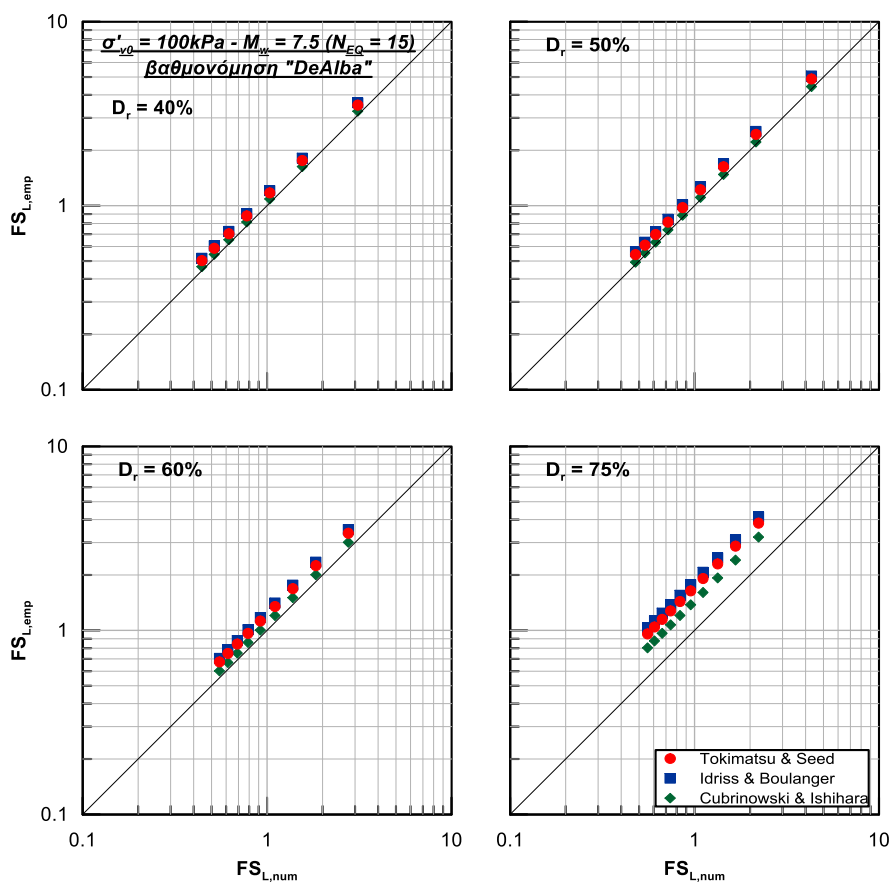 10
σ'v0 = 100kPa - Mw = 7.5 (NEQ = 15)
βαθμονόμηση "DeAlba"
Dr = 40%
Dr = 50%
1
FSL,emp
0.1
10
Dr = 60%
Dr = 75%
1
FSL,emp
Tokimatsu & Seed
Idriss & Boulanger
Cubrinowski & Ishihara
0.1
0.1 1 10 0.1 1 10
FSL,num FSL,num